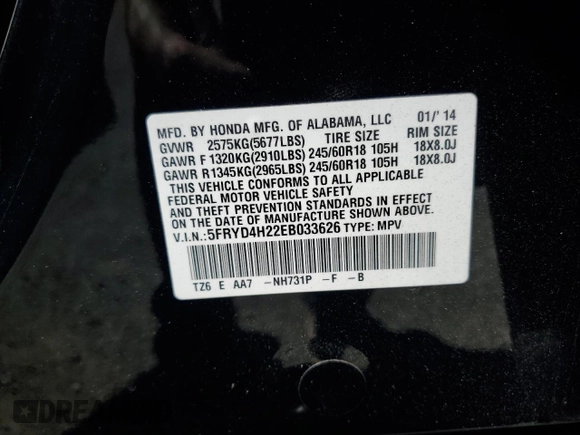 MFD. BY HONDA MFG. OF ALABAMA, LLC 01/'14
GVWR 2575KG(5677LBS) TIRE SIZE RIM SIZE
GAWR F 1320KG(2910LBS) 245/60R18 105H 18X8.0J
GAWR R 1345KG(2965LBS) 245/60R18 105H 18X8.0J
THIS VEHICLE CONFORMS TO ALL APPLICABLE
FEDERAL MOTOR VEHICLE SAFETY
AND THEFT PREVENTION STANDARDS IN EFFECT
ON THE DATE OF MANUFACTURE SHOWN ABOVE.
V.I.N.:5FRYD4H22EB033626 TYPE: MPV
TZ6 E AA7 -NH731P -F -B